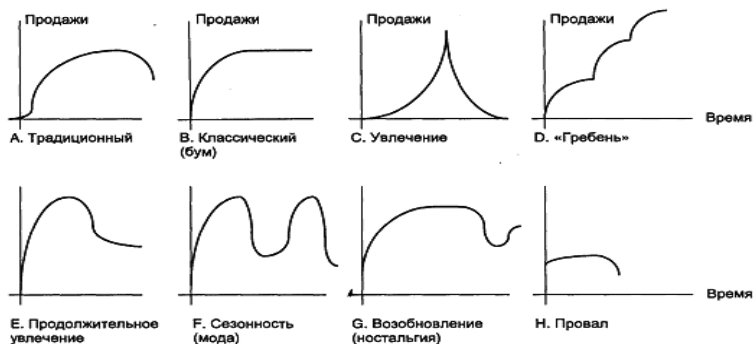 Продажи
Продажи
Продажи
Продажи
Время
A. Традиционный
B. Классический
(бум)
C. Увлечение
D. «Гребень»
Время
E. Продолжительное
увлечение
F. Сезонность
(мода)
G. Возобновление
(ностальгия)
H. Провал